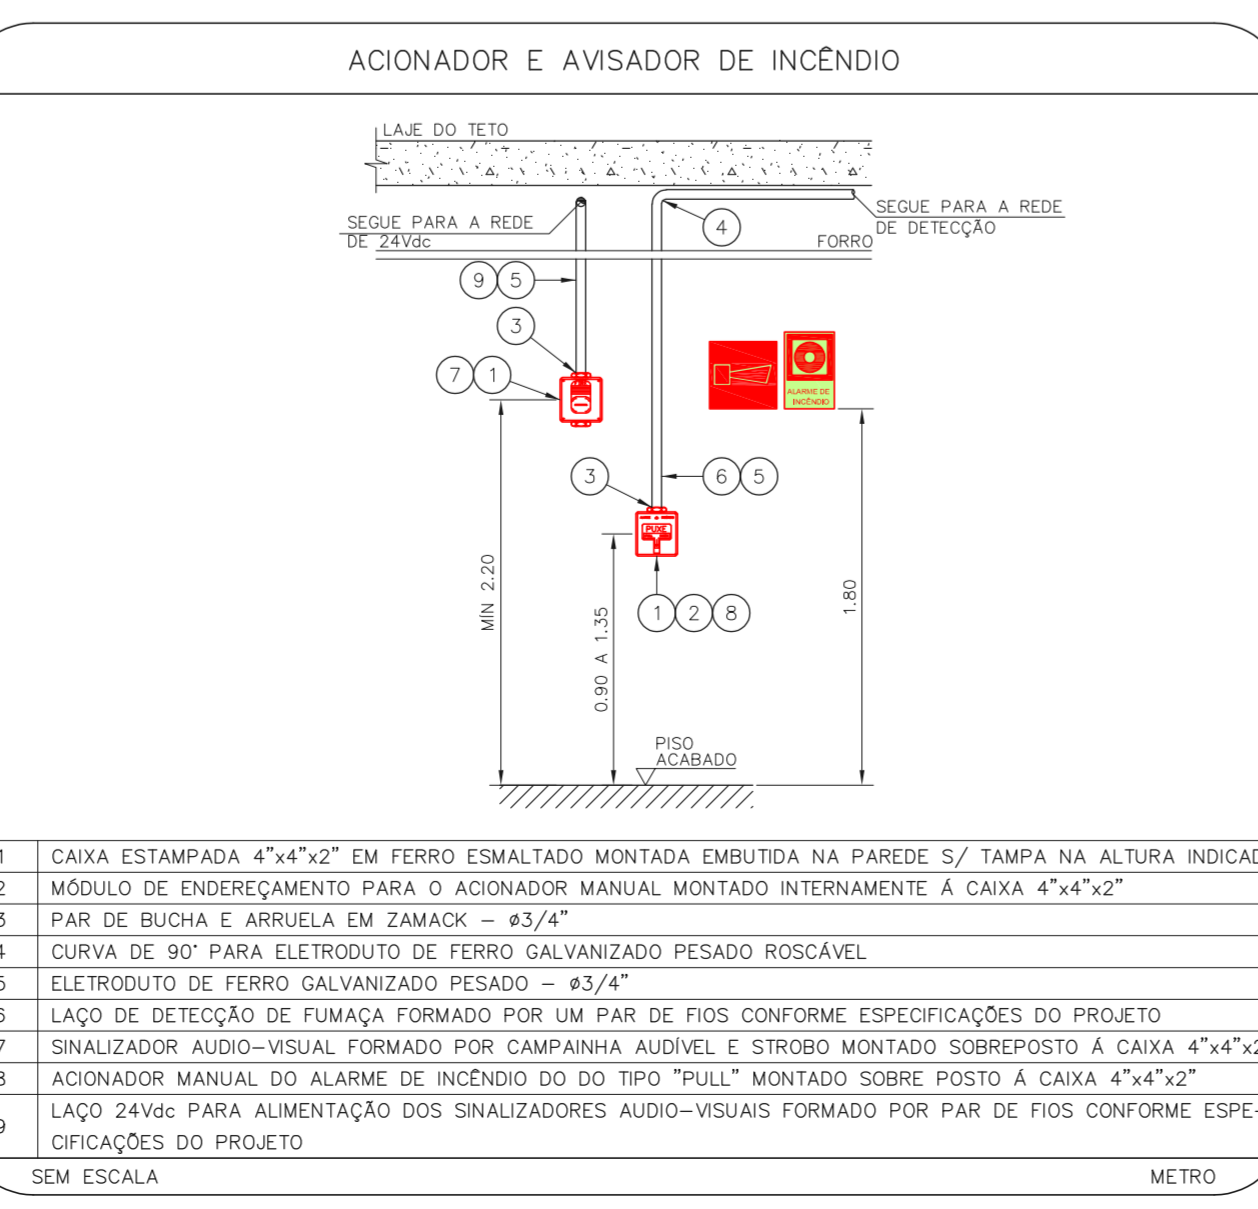 ACIONADOR E AVISADOR DE INCÊNDIO
LAJE DO TETO
SEGUE PARA A REDE
DE 24Vdc
SEGUE PARA A REDE
DE DETECÇÃO
4
FORRO
9 5
3
7 1
ALARME DE
INCÊNDIO
3
6 5
PUXE
1 2 8
MÍN 2.20
0.90 A 1.35
1.80
PISO
ACABADO
1 CAIXA ESTAMPADA 4"x4"x2" EM FERRO ESMALTADO MONTADA EMBUTIDA NA PAREDE S/ TAMPA NA ALTURA INDICAD
2 MÓDULO DE ENDEREÇAMENTO PARA O ACIONADOR MANUAL MONTADO INTERNAMENTE Á CAIXA 4"x4"x2"
3 PAR DE BUCHA E ARRUELA EM ZAMACK – ø3/4"
4 CURVA DE 90° PARA ELETRODUTO DE FERRO GALVANIZADO PESADO ROSCÁVEL
5 ELETRODUTO DE FERRO GALVANIZADO PESADO – ø3/4"
6 LAÇO DE DETECÇÃO DE FUMAÇA FORMADO POR UM PAR DE FIOS CONFORME ESPECIFICAÇÕES DO PROJETO
7 SINALIZADOR AUDIO–VISUAL FORMADO POR CAMPAINHA AUDÍVEL E STROBO MONTADO SOBREPOSTO Á CAIXA 4"x4"x2
8 ACIONADOR MANUAL DO ALARME DE INCÊNDIO DO DO TIPO "PULL" MONTADO SOBRE POSTO Á CAIXA 4"x4"x2"
9 LAÇO 24Vdc PARA ALIMENTAÇÃO DOS SINALIZADORES AUDIO–VISUAIS FORMADO POR PAR DE FIOS CONFORME ESPE–
CIFICAÇÕES DO PROJETO
SEM ESCALA
METRO